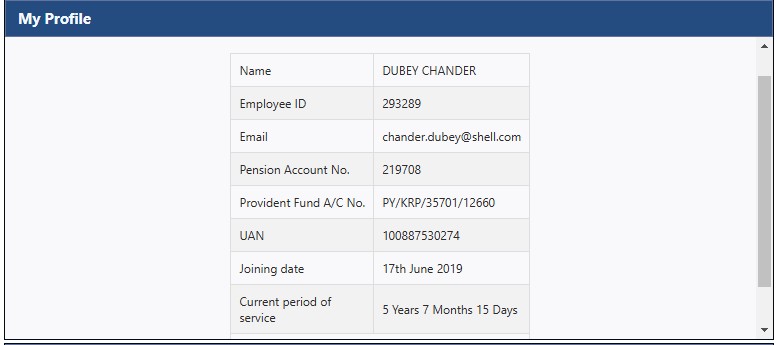 My Profile
Name DUBEY CHANDER
Employee ID 293289
Email chander.dubey@shell.com
Pension Account No. 219708
Provident Fund A/C No. PY/KRP/35701/12660
UAN 100887530274
Joining date 17th June 2019
Current period of
service 5 Years 7 Months 15 Days